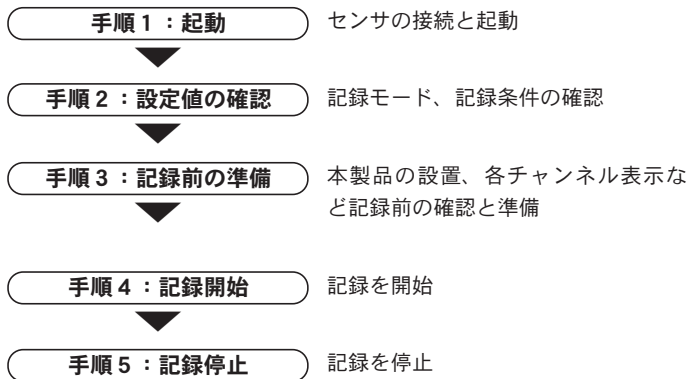 手順1：起動
センサの接続と起動
手順2：設定値の確認
記録モード、記録条件の確認
手順3：記録前の準備
本製品の設置、各チャンネル表示な
ど記録前の確認と準備
手順4：記録開始
記録を開始
手順5：記録停止
記録を停止